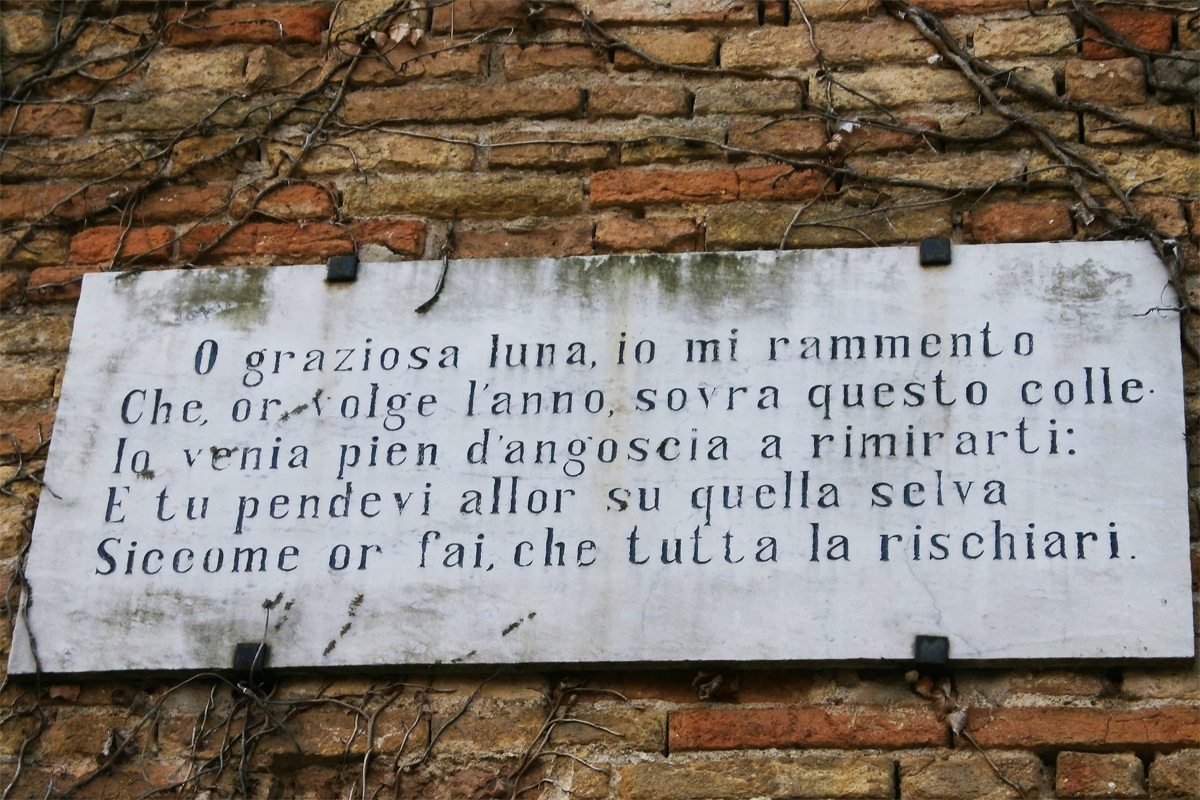 O graziosa luna, io mi rammento
Che, or volge l'anno, sovra questo colle.
Io venia pien d'angoscia a rimirarti:
E tu pendevi allor su quella selva
Siccome or fai, che tutta la rischiari.